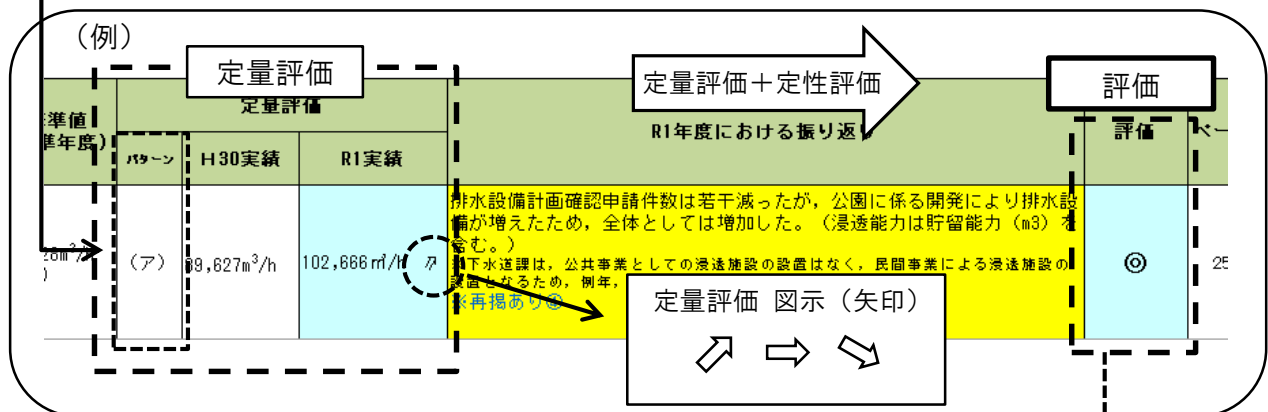 （例）
定量評価
定量評価＋定性評価
評価
準値
準年度)
定量評価
パターン
H30実績
R1実績
R1年度における振り返り
評価
ベー
（ア）
9,627m³/h
102,666㎥/h
排水設備計画確認申請件数は若干減ったが，公園に係る開発により排水設
備が増えたため，全体としては増加した。（浸透能力は貯留能力（m3）を
含む。）
下水道課は，公共事業としての浸透施設の設置はなく，民間事業による浸透施設の
設置となるため，例年，
※再掲あり④
◎
25
定量評価 図示（矢印）
⇗ ⇨ ⇘